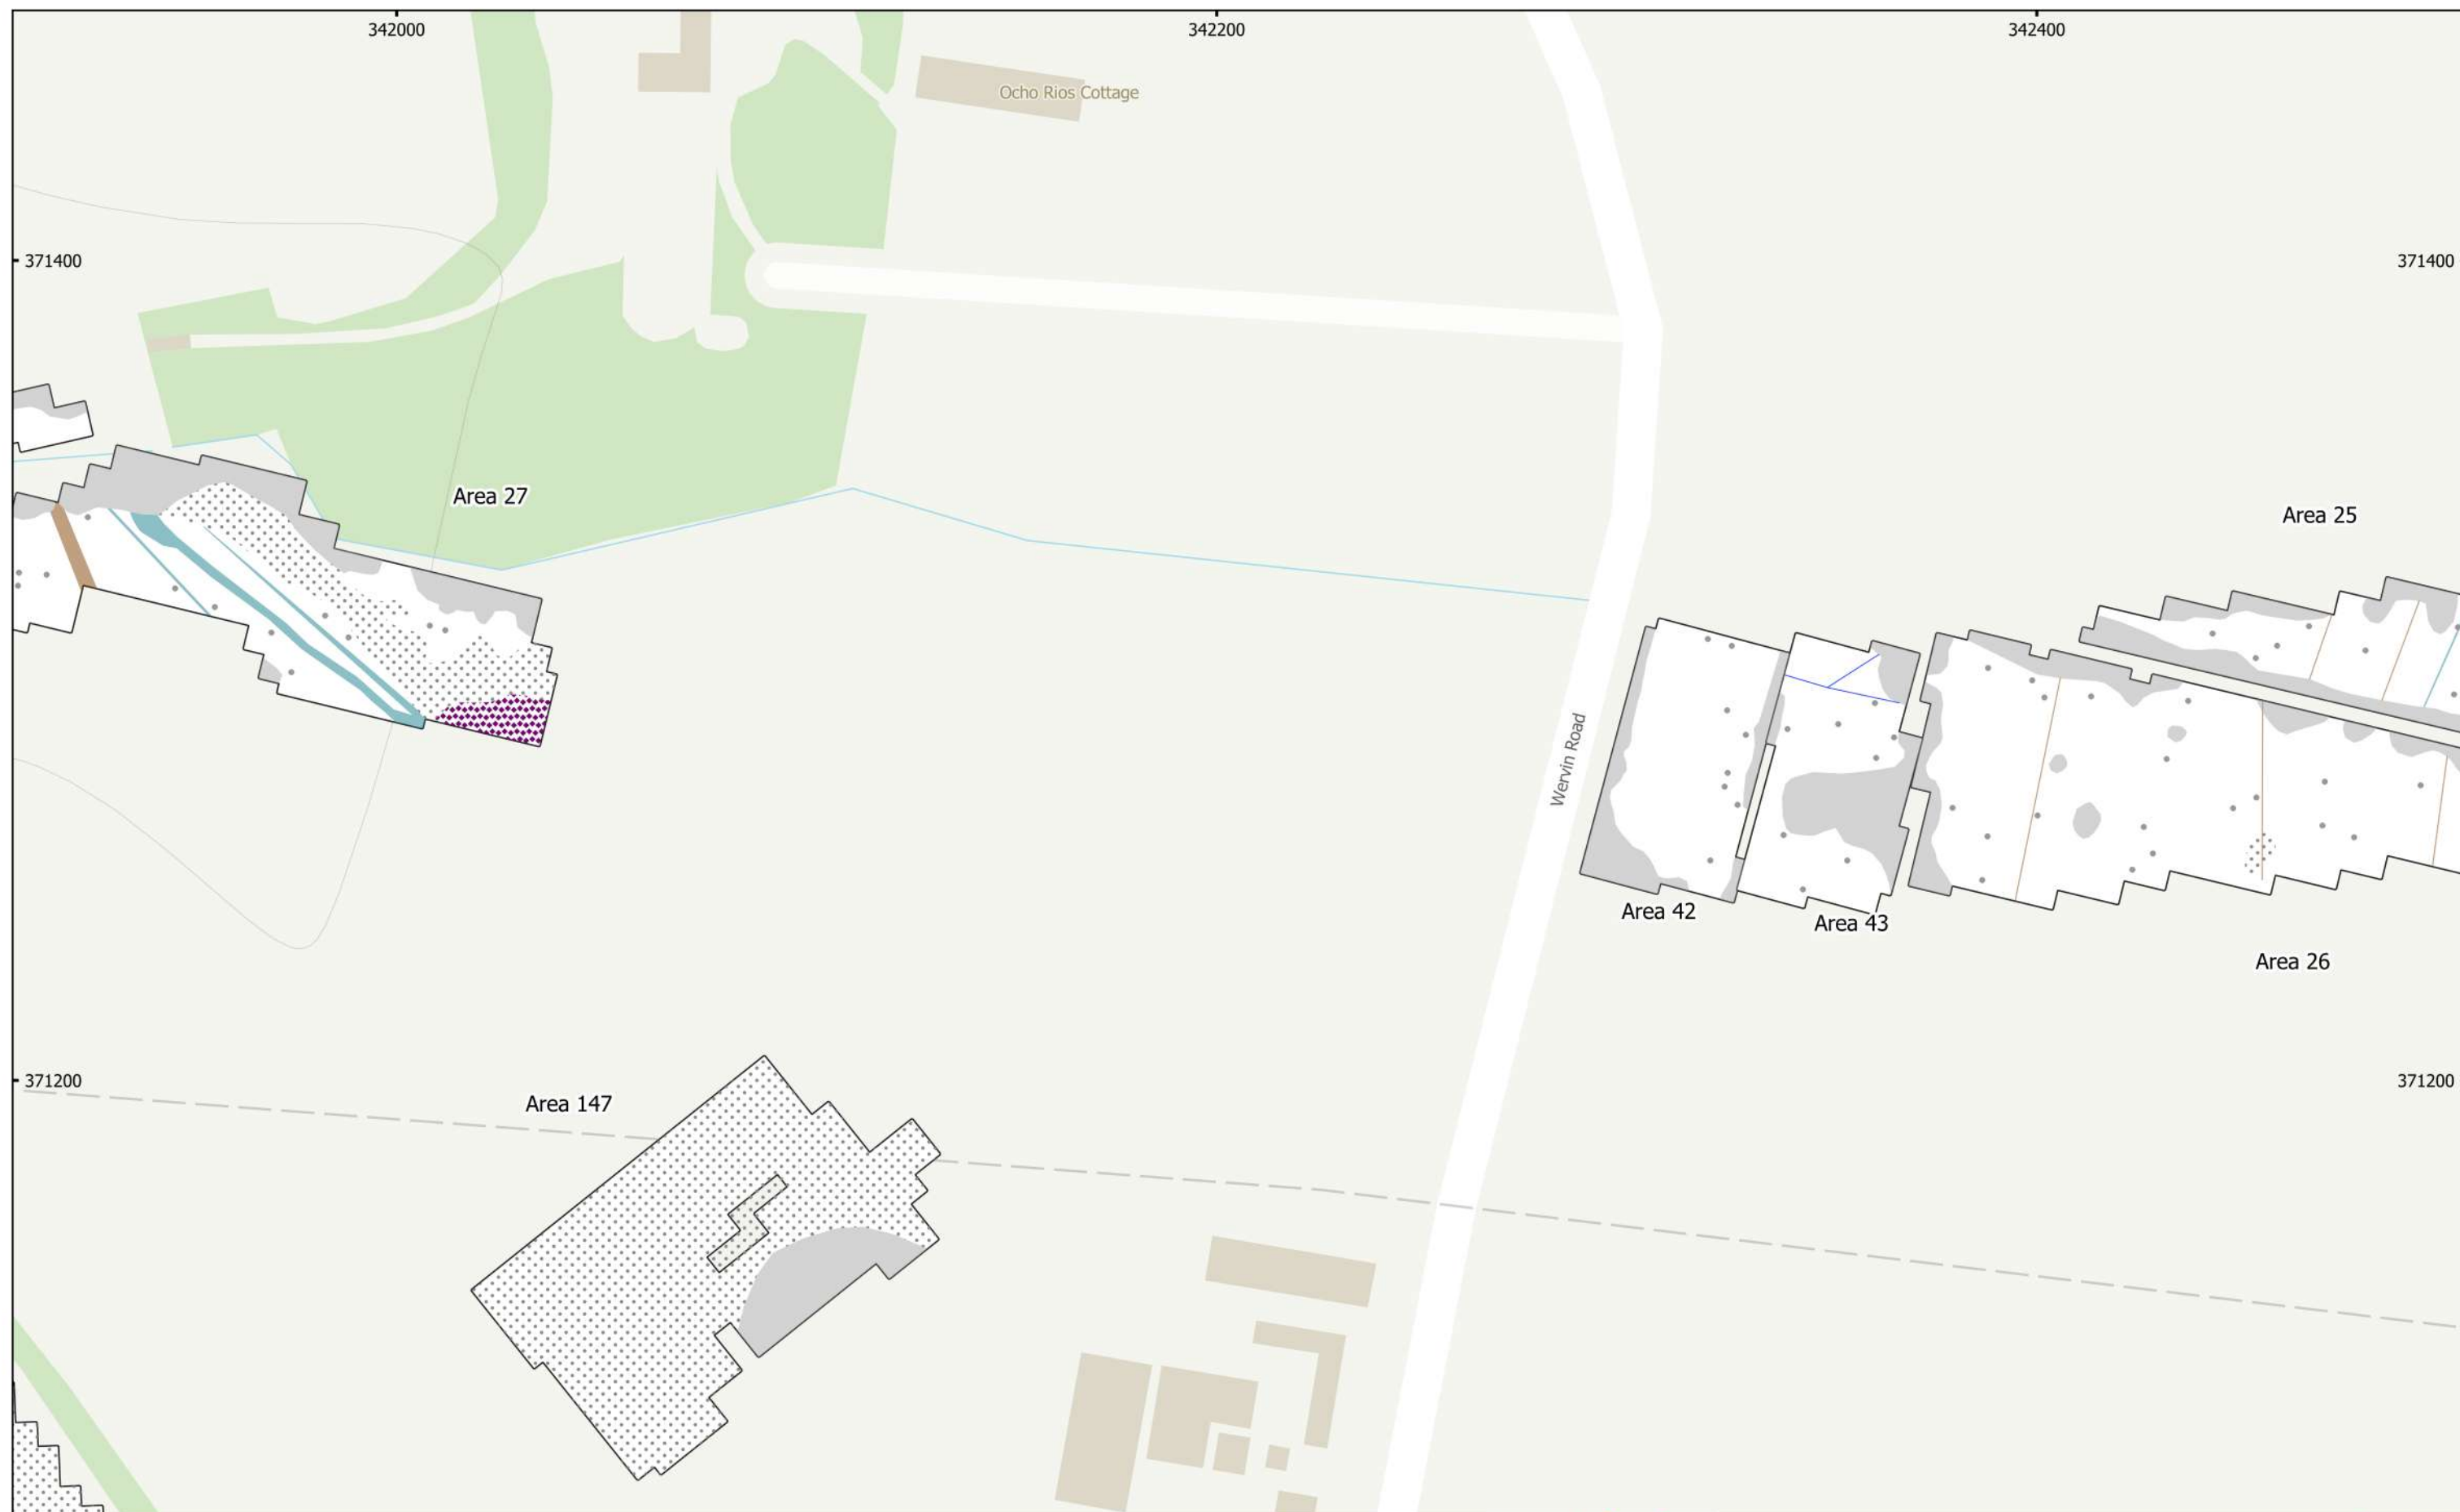 342000
342200
342400
Ocho Rios Cottage
371400
371400
Area 27
Area 25
Wervin Road
Area 42
Area 43
Area 26
371200
371200
Area 147